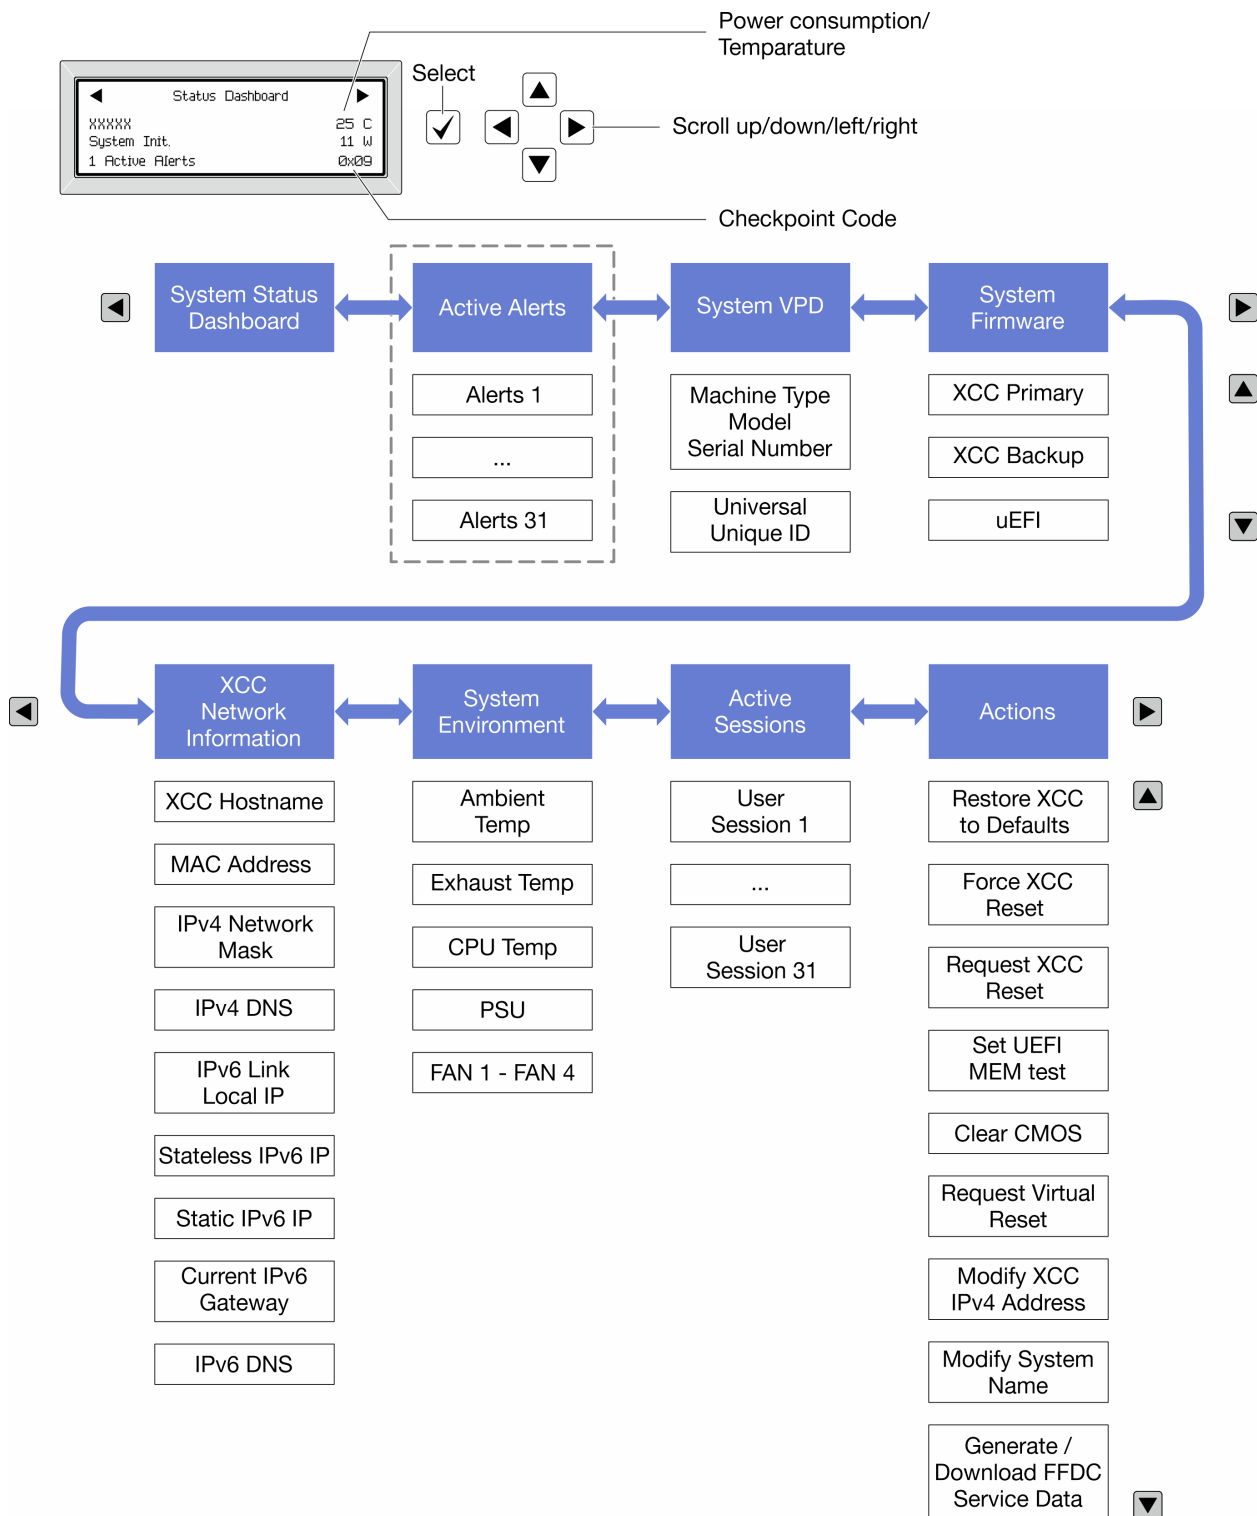 Power consumption/
Temparature
Select
Status Dashboard
XXXXX 25 C
System Init. 11 W
1 Active Alerts 0x09
Scroll up/down/left/right
Checkpoint Code
System Status
Dashboard
Active Alerts
System VPD
System
Firmware
Alerts 1
...
Alerts 31
Machine Type
Model
Serial Number
Universal
Unique ID
XCC Primary
XCC Backup
uEFI
XCC
Network
Information
System
Environment
Active
Sessions
Actions
XCC Hostname
MAC Address
IPv4 Network
Mask
IPv4 DNS
IPv6 Link
Local IP
Stateless IPv6 IP
Static IPv6 IP
Current IPv6
Gateway
IPv6 DNS
Ambient
Temp
Exhaust Temp
CPU Temp
PSU
FAN 1 - FAN 4
User
Session 1
...
User
Session 31
Restore XCC
to Defaults
Force XCC
Reset
Request XCC
Reset
Set UEFI
MEM test
Clear CMOS
Request Virtual
Reset
Modify XCC
IPv4 Address
Modify System
Name
Generate /
Download FFDC
Service Data